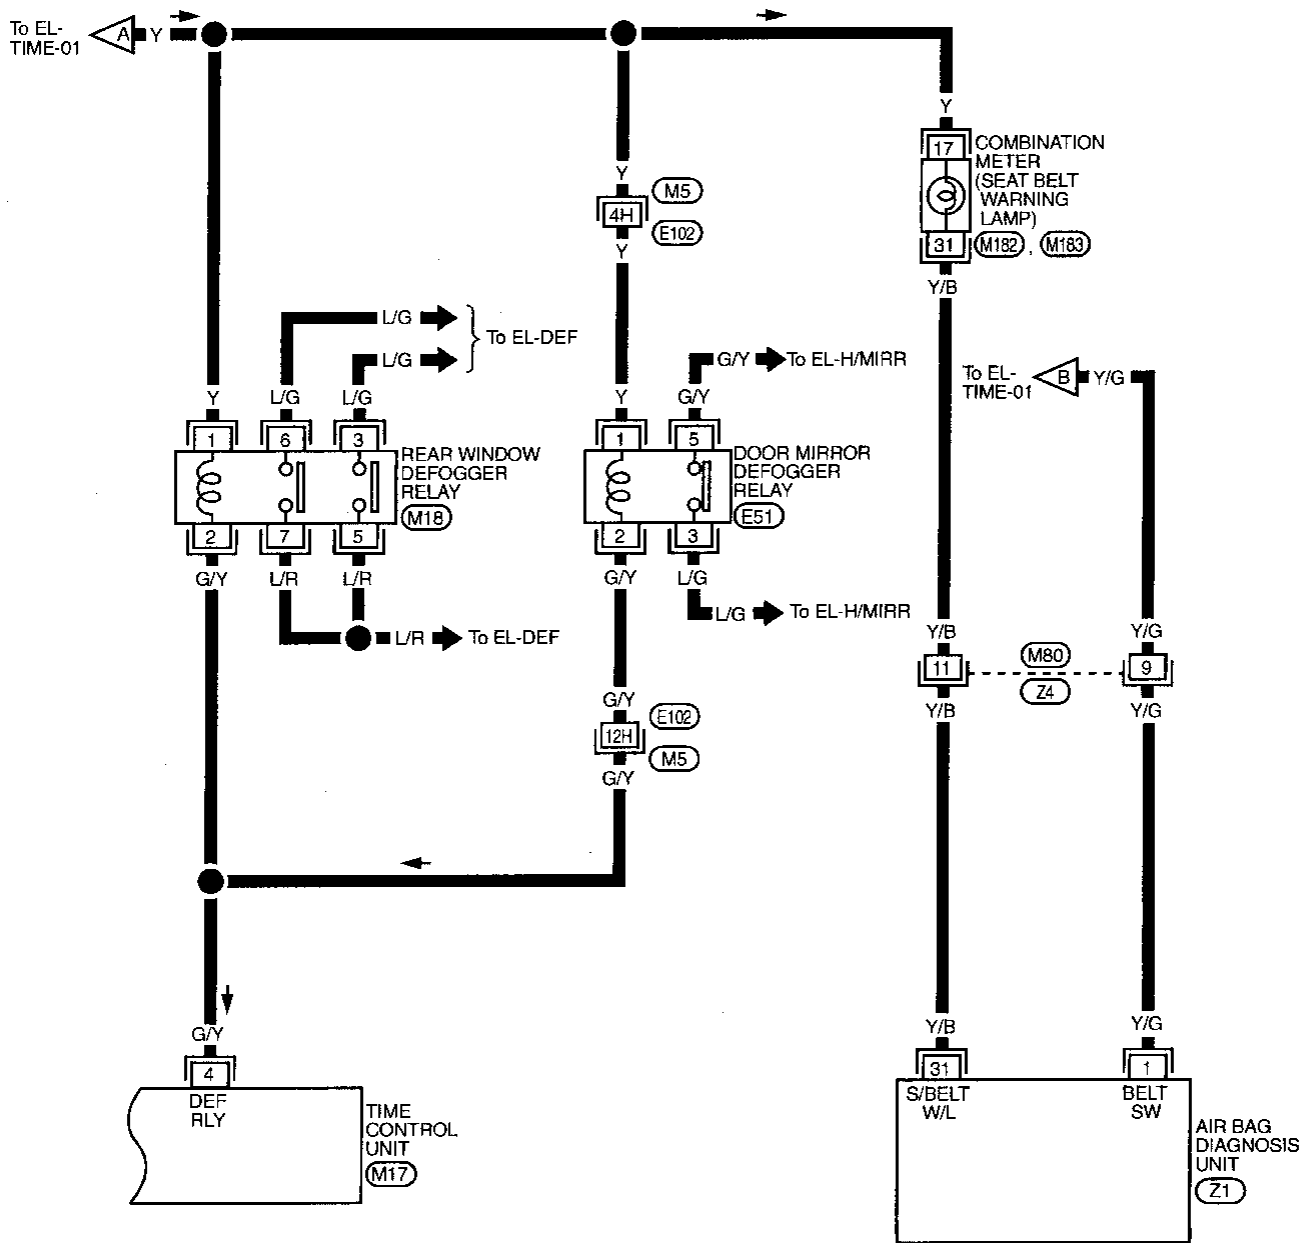 To EL-
TIME-01
A
Y
Y
COMBINATION
METER
(SEAT BELT
WARNING
LAMP)
17
31
M182 , M183
Y/B
Y
4H
M5
E102
Y
L/G
L/G
To EL-DEF
G/Y
To EL-H/MIRR
To EL-
TIME-01
B
Y/G
Y
L/G
L/G
Y
G/Y
1
6
3
REAR WINDOW
DEFOGGER
RELAY
M18
2
7
5
G/Y
L/R
L/R
L/R
To EL-DEF
1
5
DOOR MIRROR
DEFOGGER
RELAY
E51
2
3
G/Y
L/G
L/G
To EL-H/MIRR
Y/B
Y/G
11
M80
Z4
9
Y/B
Y/G
G/Y
12H
E102
M5
G/Y
G/Y
4
DEF
RLY
TIME
CONTROL
UNIT
M17
Y/B
Y/G
31
1
S/BELT
W/L
BELT
SW
AIR BAG
DIAGNOSIS
UNIT
Z1